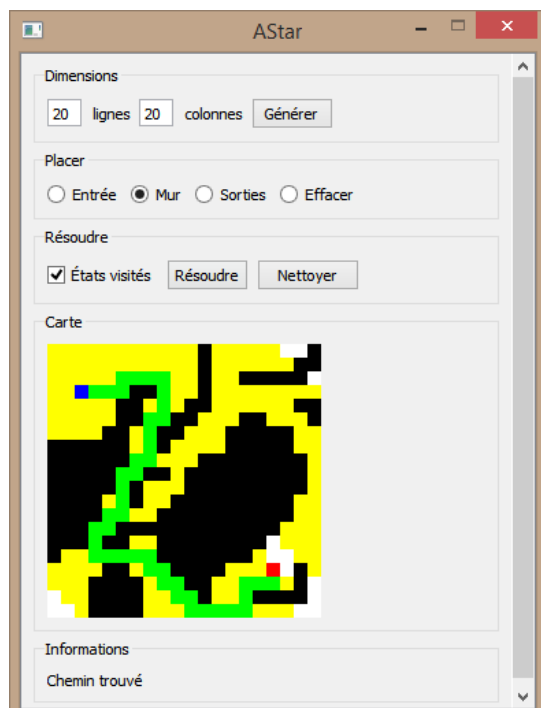 AStar
Dimensions
20 lignes 20 colonnes Générer
Placer
Entrée Mur Sorties Effacer
Résoudre
États visités Résoudre Nettoyer
Carte
Informations
Chemin trouvé